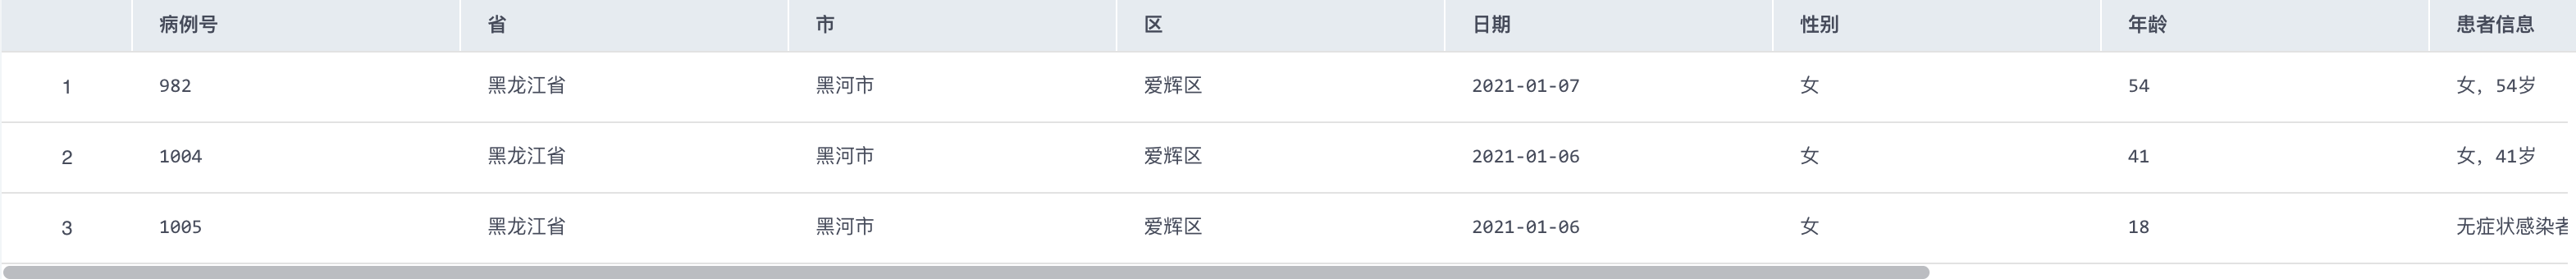 病例号 省 市 区 日期 性别 年龄 患者信息
1 982 黑龙江省 黑河市 爱辉区 2021-01-07 女 54 女，54岁
2 1004 黑龙江省 黑河市 爱辉区 2021-01-06 女 41 女，41岁
3 1005 黑龙江省 黑河市 爱辉区 2021-01-06 女 18 无症状感染者